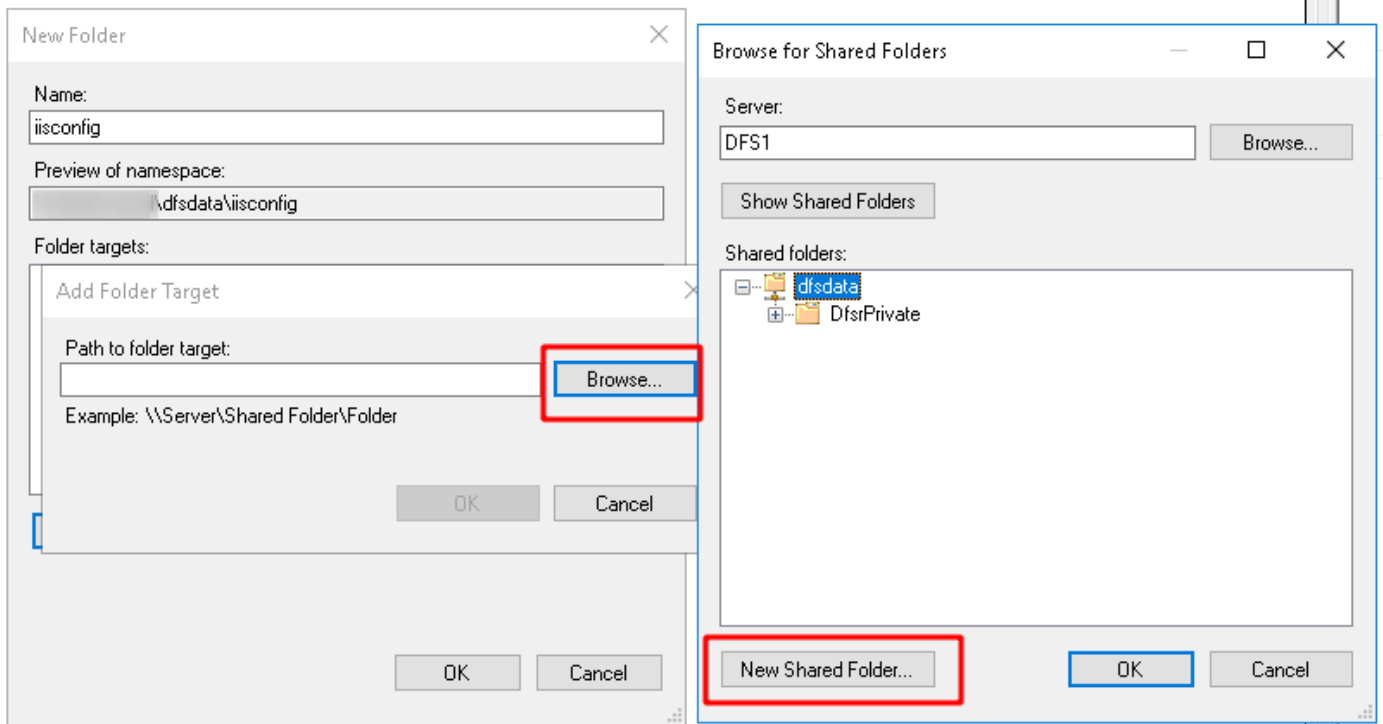 New Folder
Name:
iisconfig
Preview of namespace:
\dfsdata\iisconfig
Folder targets:
Add Folder Target
Path to folder target:
Browse...
Example: \\Server\Shared Folder\Folder
OK
Cancel
OK
Cancel
Browse for Shared Folders
Server:
DFS1
Browse...
Show Shared Folders
Shared folders:
dfsdata
DfsrPrivate
New Shared Folder...
OK
Cancel